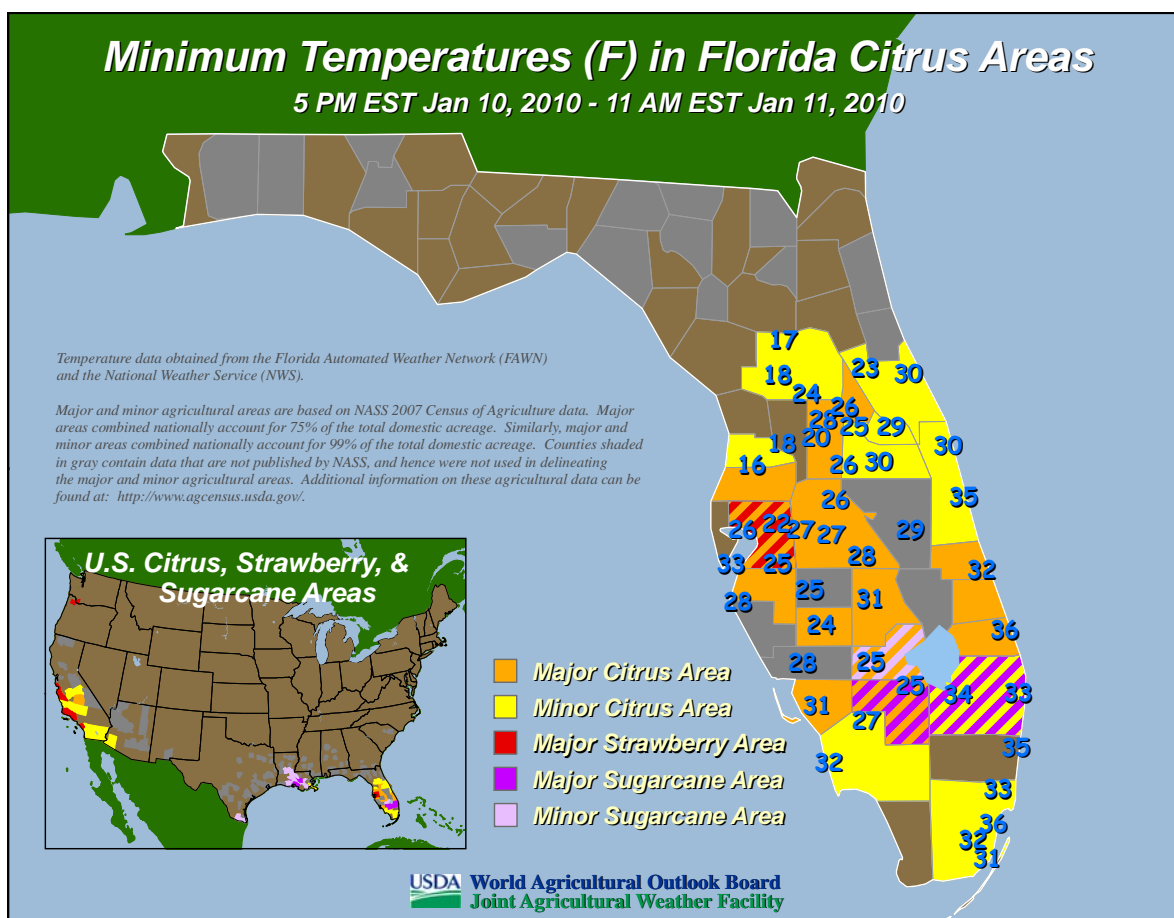 Minimum Temperatures (F) in Florida Citrus Areas
5 PM EST Jan 10, 2010 - 11 AM EST Jan 11, 2010
Temperature data obtained from the Florida Automated Weather Network (FAWN)
and the National Weather Service (NWS).
Major and minor agricultural areas are based on NASS 2007 Census of Agriculture data. Major
areas combined nationally account for 75% of the total domestic acreage. Similarly, major and
minor areas combined nationally account for 99% of the total domestic acreage. Counties shaded
in gray contain data that are not published by NASS, and hence were not used in delineating
the major and minor agricultural areas. Additional information on these agricultural data can be
found at: http://www.agcensus.usda.gov/.
17
23
30
18
24
26
28
25
29
20
18
30
16
26
30
26
35
22
26
27
27
29
33
25
28
32
25
31
28
24
36
28
25
25
34
33
31
27
35
32
33
36
32
31
U.S. Citrus, Strawberry, &
Sugarcane Areas
Major Citrus Area
Minor Citrus Area
Major Strawberry Area
Major Sugarcane Area
Minor Sugarcane Area
USDA World Agricultural Outlook Board
Joint Agricultural Weather Facility